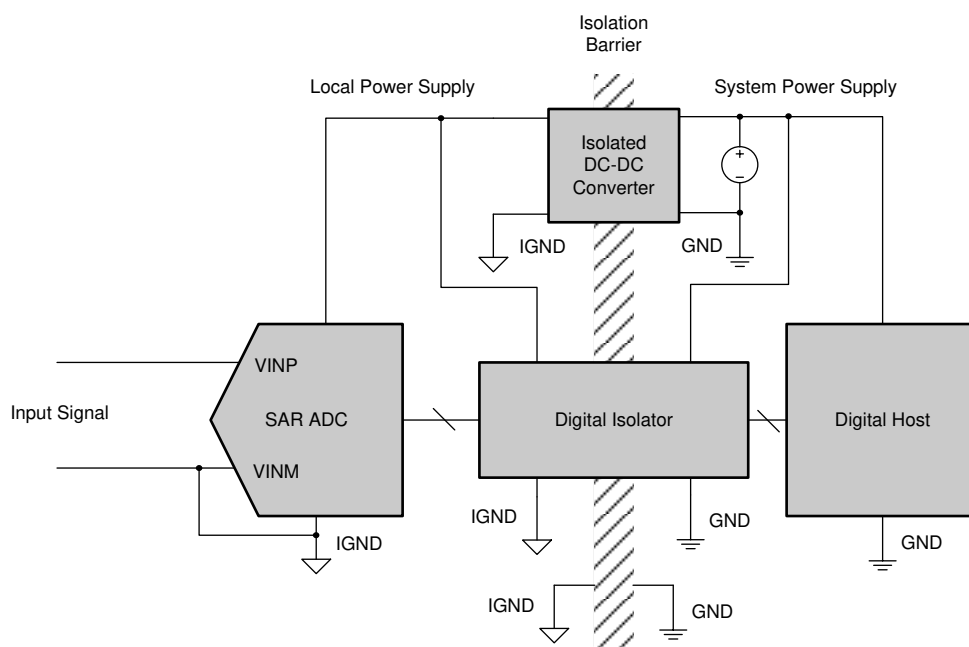 Isolation
Barrier
Local Power Supply
System Power Supply
Isolated
DC-DC
Converter
+
−
IGND
GND
VINP
Input Signal
SAR ADC
Digital Isolator
Digital Host
VINM
IGND
IGND
GND
GND
IGND
GND